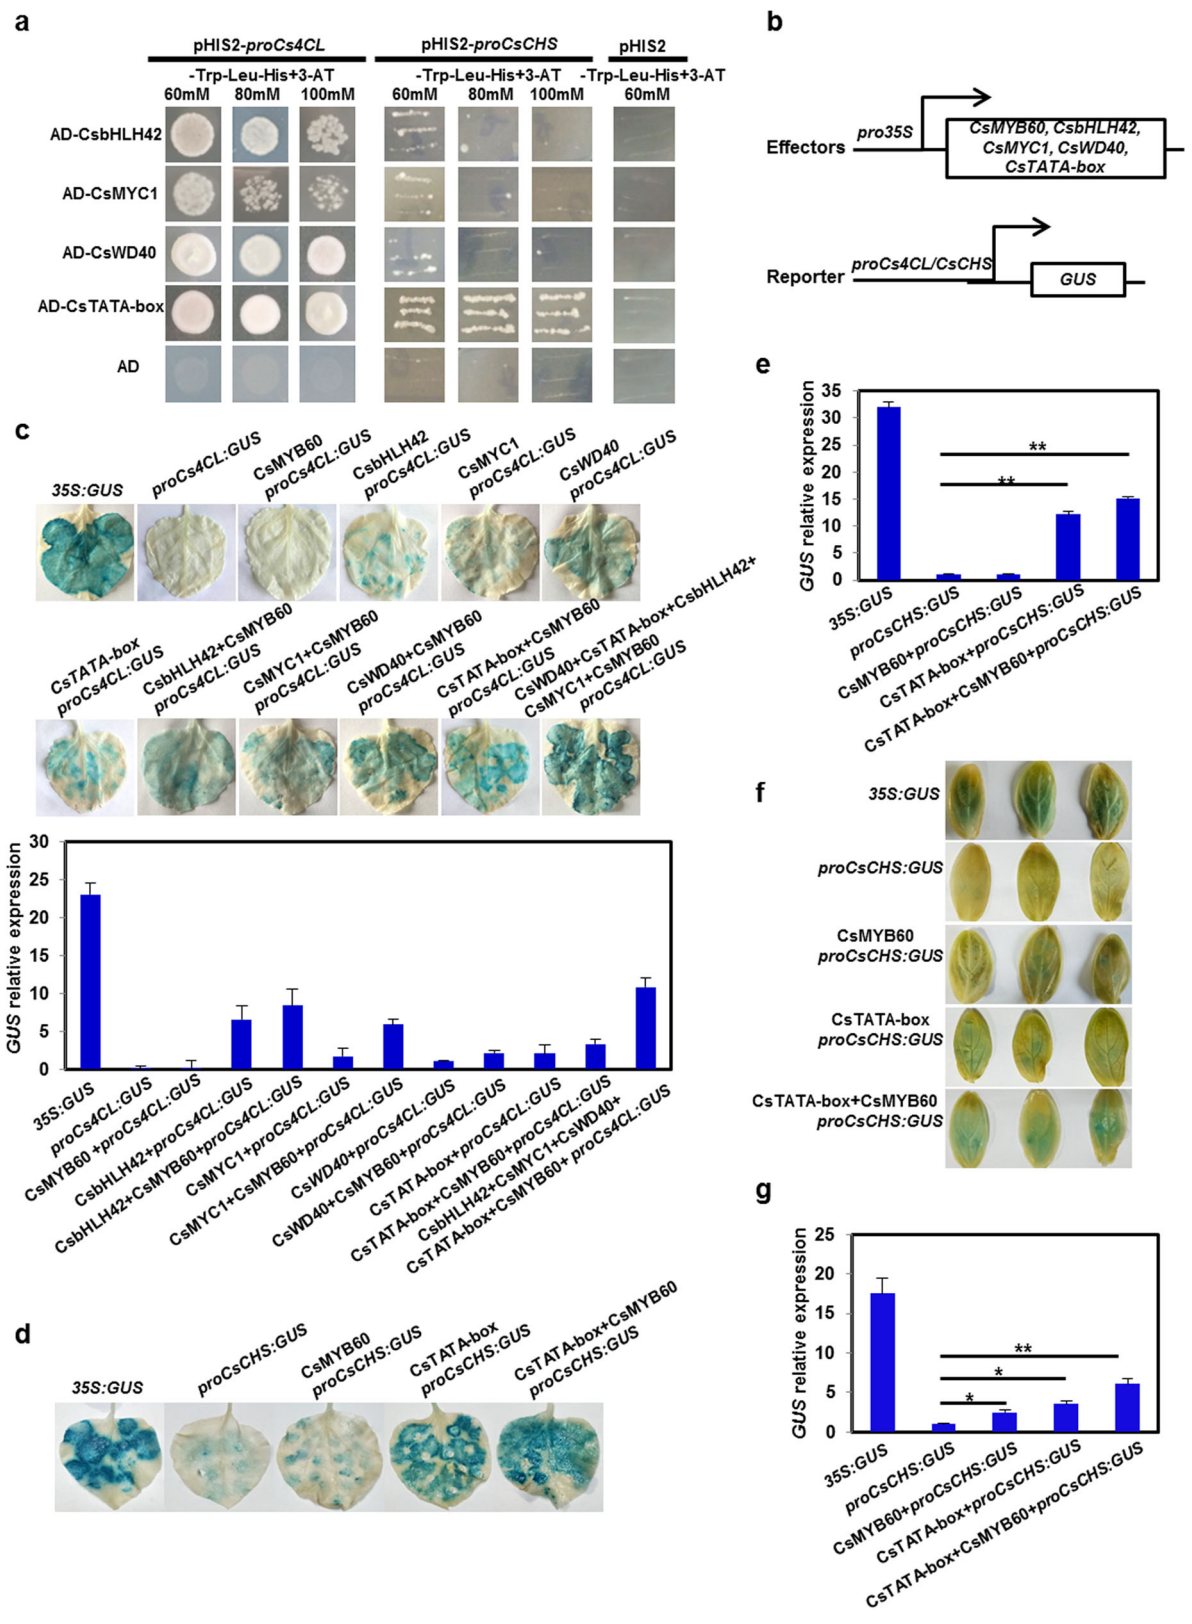 a
pHIS2-proCs4CL
pHIS2-proCsCHS
pHIS2
-Trp-Leu-His+3-AT
-Trp-Leu-His+3-AT
-Trp-Leu-His+3-AT
60mM
80mM
100mM
60mM
80mM
100mM
60mM
AD-CsbHLH42
AD-CsMYC1
AD-CsWD40
AD-CsTATA-box
AD
b
Effectors
pro35S
CsMYB60, CsbHLH42,
CsMYC1, CsWD40,
CsTATA-box
Reporter
proCs4CL/CsCHS
GUS
c
35S:GUS
proCs4CL:GUS
CsMYB60
proCs4CL:GUS
CsbHLH42
proCs4CL:GUS
CsMYC1
proCs4CL:GUS
CsWD40
proCs4CL:GUS
CsTATA-box
proCs4CL:GUS
CsbHLH42+CsMYB60
proCs4CL:GUS
CsMYC1+CsMYB60
proCs4CL:GUS
CsWD40+CsMYB60
proCs4CL:GUS
CsTATA-box+CsMYB60
proCs4CL:GUS
CsWD40+CsTATA-box+CsbHLH42+
CsMYC1+CsMYB60
proCs4CL:GUS
GUS relative expression
30
25
20
15
10
5
0
35S:GUS
proCs4CL:GUS
CsMYB60 +proCs4CL:GUS
CsbHLH42+proCs4CL:GUS
CsbHLH42+CsMYB60+proCs4CL:GUS
CsMYC1+proCs4CL:GUS
CsMYC1+CsMYB60+proCs4CL:GUS
CsWD40+proCs4CL:GUS
CsWD40+CsMYB60+proCs4CL:GUS
CsTATA-box+proCs4CL:GUS
CsTATA-box+CsMYB60+proCs4CL:GUS
CsbHLH42+CsMYC1+CsWD40+
CsTATA-box+CsMYB60+ proCs4CL:GUS
d
35S:GUS
proCsCHS:GUS
CsMYB60
proCsCHS:GUS
CsTATA-box
proCsCHS:GUS
CsTATA-box+CsMYB60
proCsCHS:GUS
e
GUS relative expression
35
30
25
20
15
10
5
0
**
**
35S:GUS
proCsCHS:GUS
CsMYB60+proCsCHS:GUS
CsTATA-box+proCsCHS:GUS
CsTATA-box+CsMYB60+proCsCHS:GUS
f
35S:GUS
proCsCHS:GUS
CsMYB60
proCsCHS:GUS
CsTATA-box
proCsCHS:GUS
CsTATA-box+CsMYB60
proCsCHS:GUS
g
GUS relative expression
25
20
15
10
5
0
**
*
*
35S:GUS
proCsCHS:GUS
CsMYB60+proCsCHS:GUS
CsTATA-box+proCsCHS:GUS
CsTATA-box+CsMYB60+proCsCHS:GUS